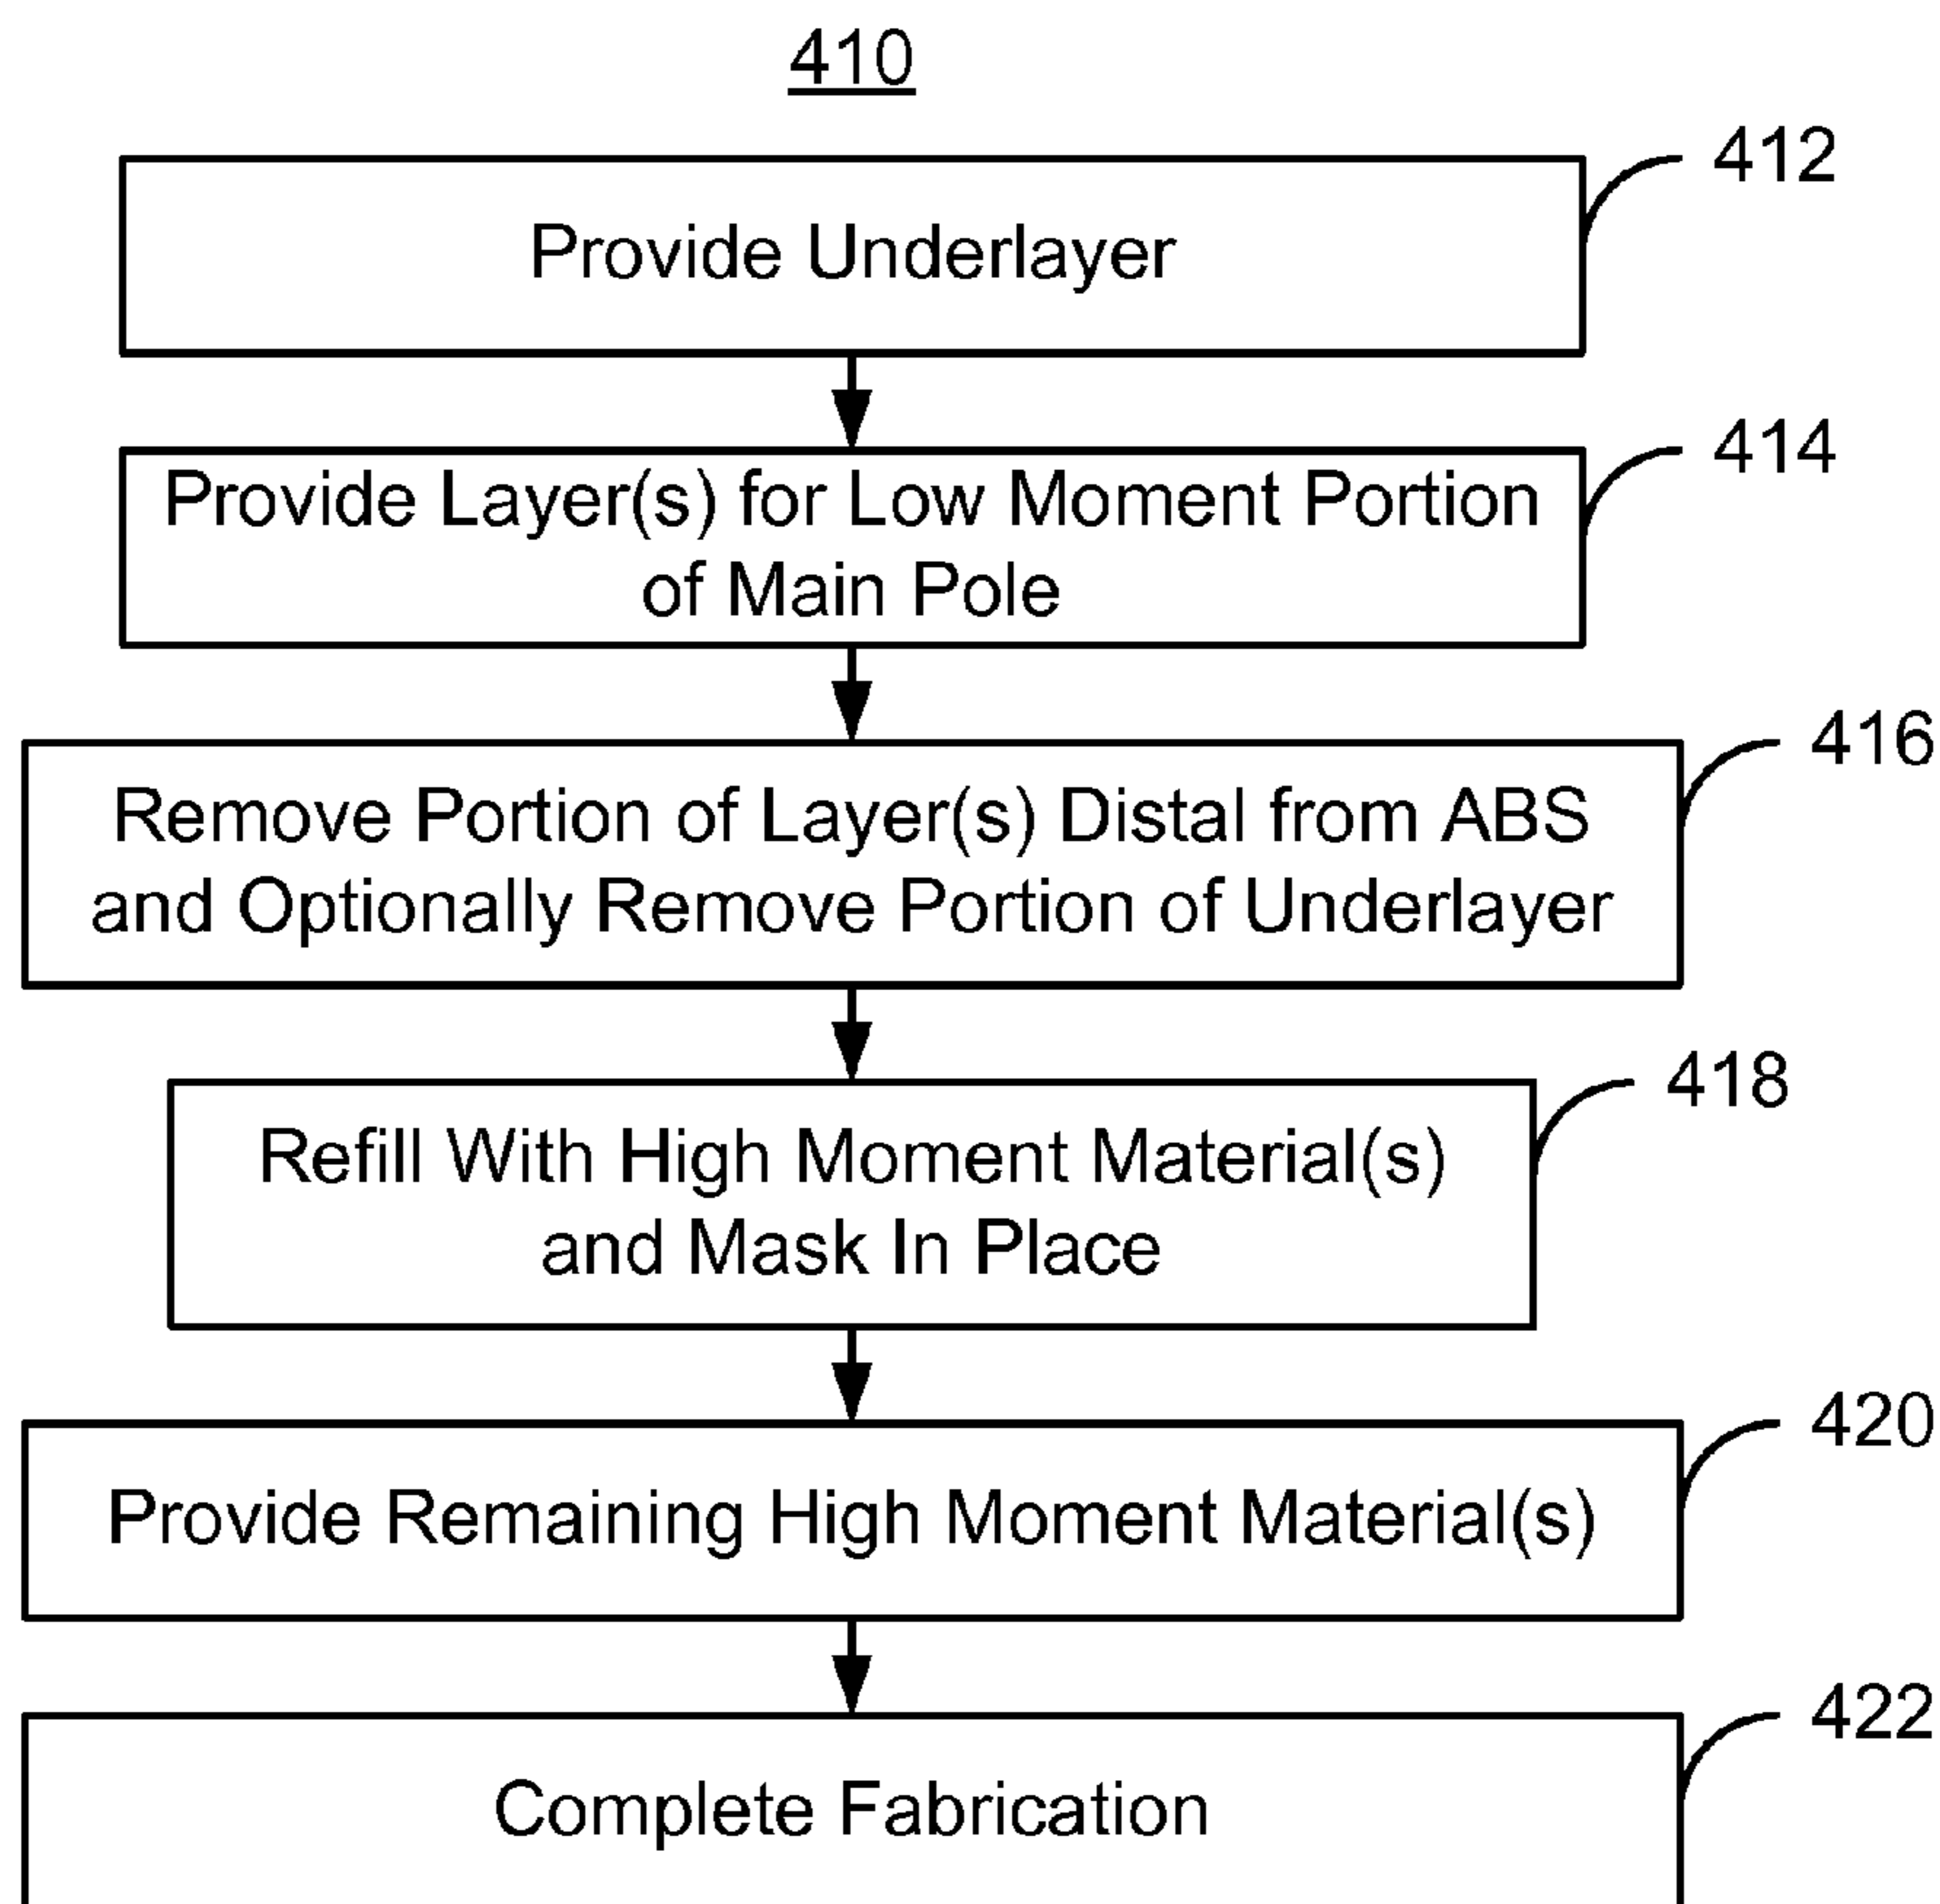 410
412
Provide Underlayer
414
Provide Layer(s) for Low Moment Portion
of Main Pole
416
Remove Portion of Layer(s) Distal from ABS
and Optionally Remove Portion of Underlayer
418
Refill With High Moment Material(s)
and Mask In Place
420
Provide Remaining High Moment Material(s)
422
Complete Fabrication